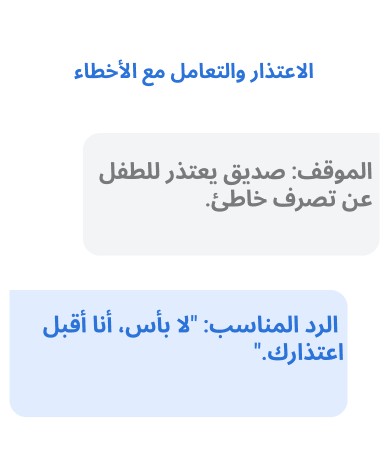 الاعتذار والتعامل مع الأخطاء
الموقف: صديق يعتذر للطفل
عن تصرف خاطئ.
الرد المناسب: "لا بأس، أنا أقبل
اعتذارك."